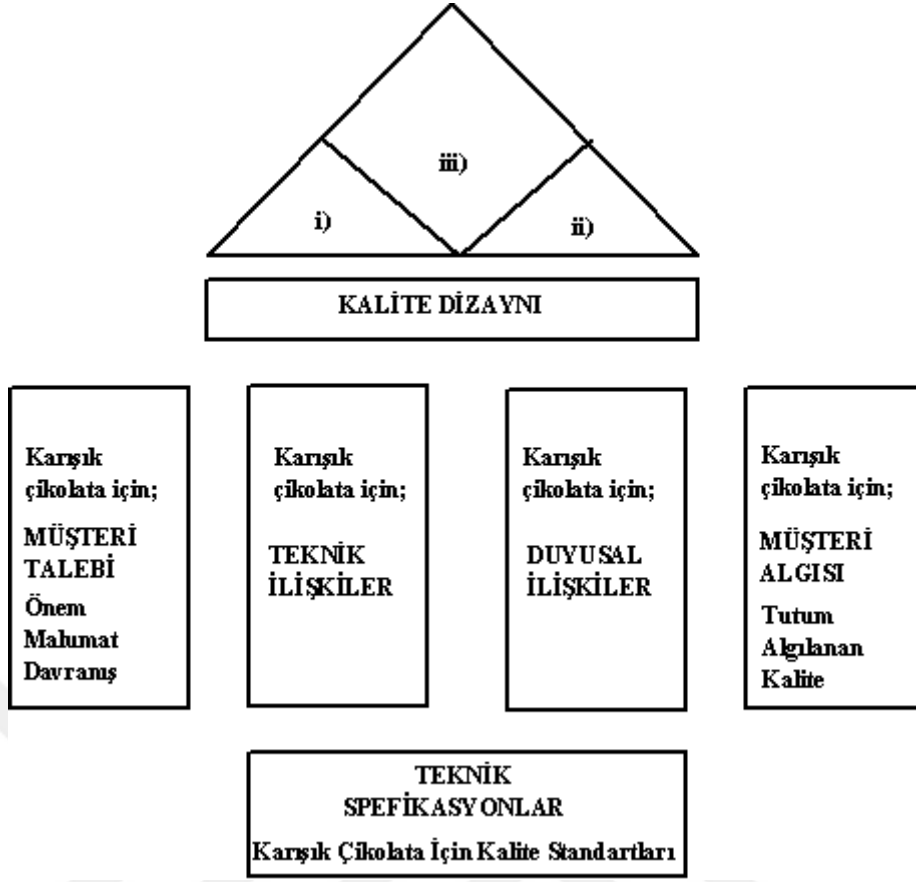 iii)
i)
ii)
KALİTE DİZAYNI
Karışık
çikolata için;
MÜŞTERİ
TALEBİ
Önem
Malumat
Davranış
Karışık
çikolata için;
TEKNİK
İLİŞKİLER
Karışık
çikolata için;
DUYUSAL
İLİŞKİLER
Karışık
çikolata için;
MÜŞTERİ
ALGISI
Tutum
Algılanan
Kalite
TEKNİK
SPEFİKASYONLAR
Karışık Çikolata İçin Kalite Standartları